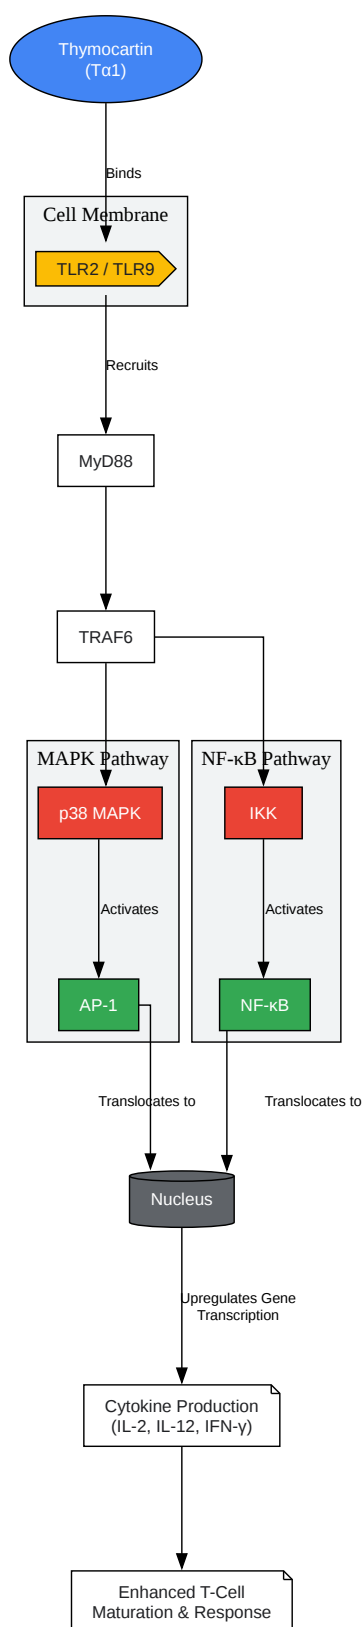 Thymocartin
(Tα1)
Binds
Cell Membrane
TLR2 / TLR9
Recruits
MyD88
TRAF6
MAPK Pathway
NF-κB Pathway
p38 MAPK
IKK
Activates
Activates
AP-1
NF-κB
Translocates to
Translocates to
Nucleus
Upregulates Gene
Transcription
Cytokine Production
(IL-2, IL-12, IFN-γ)
Enhanced T-Cell
Maturation & Response